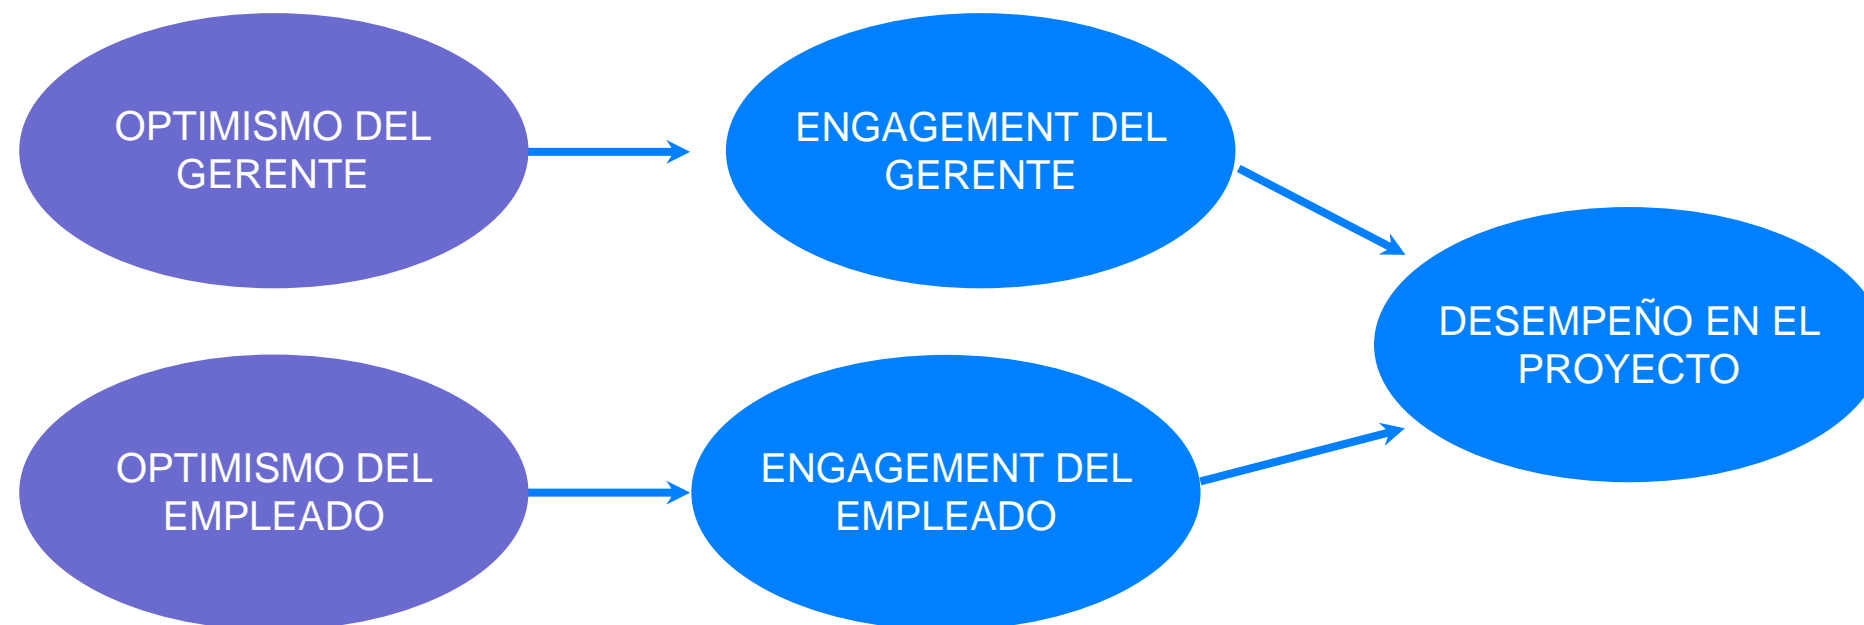 OPTIMISMO DEL
GERENTE
ENGAGEMENT DEL
GERENTE
DESEMPEÑO EN EL
PROYECTO
OPTIMISMO DEL
EMPLEADO
ENGAGEMENT DEL
EMPLEADO